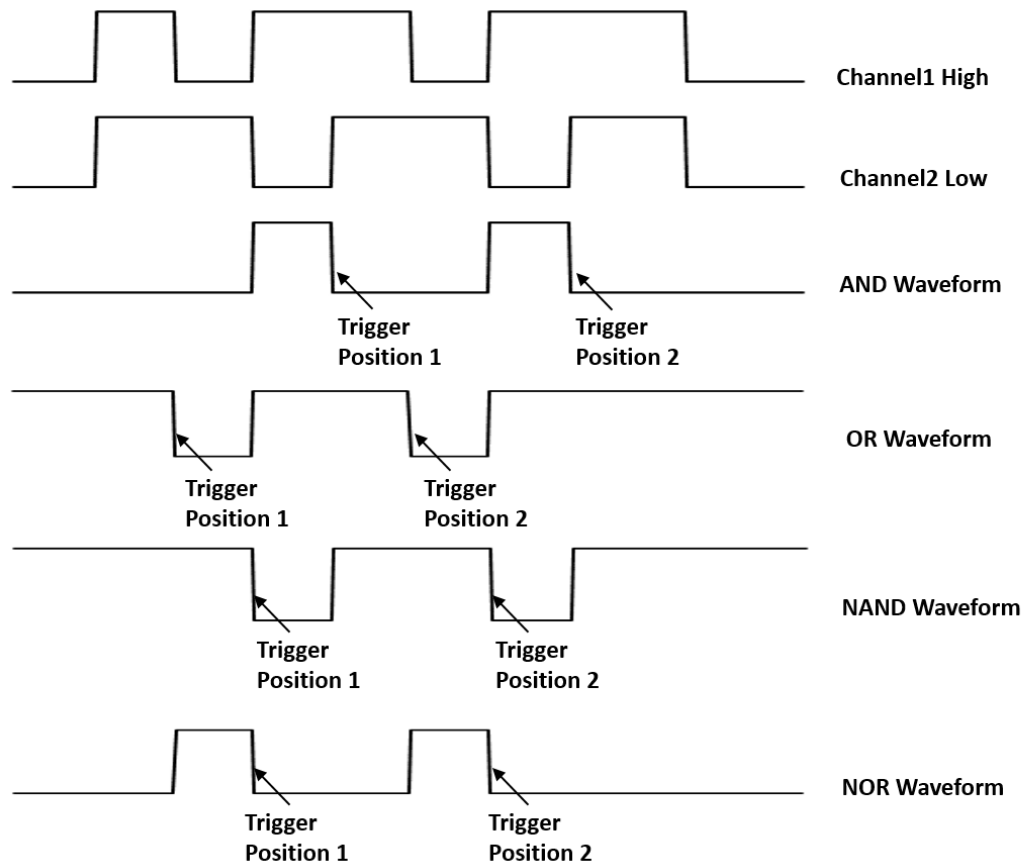 Channel1 High
Channel2 Low
AND Waveform
Trigger
Position 1
Trigger
Position 2
OR Waveform
Trigger
Position 1
Trigger
Position 2
NAND Waveform
Trigger
Position 1
Trigger
Position 2
NOR Waveform
Trigger
Position 1
Trigger
Position 2